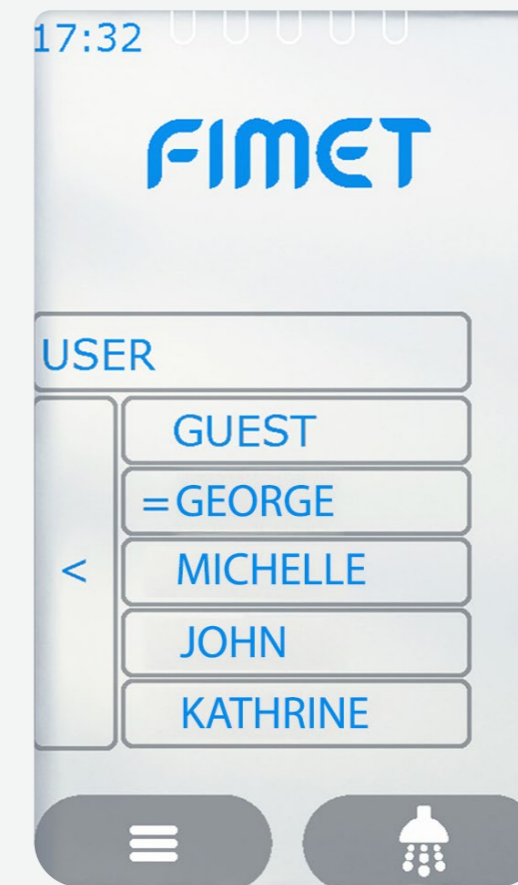 17:32
FIMET
USER
GUEST
=GEORGE
<
MICHELLE
JOHN
KATHRINE